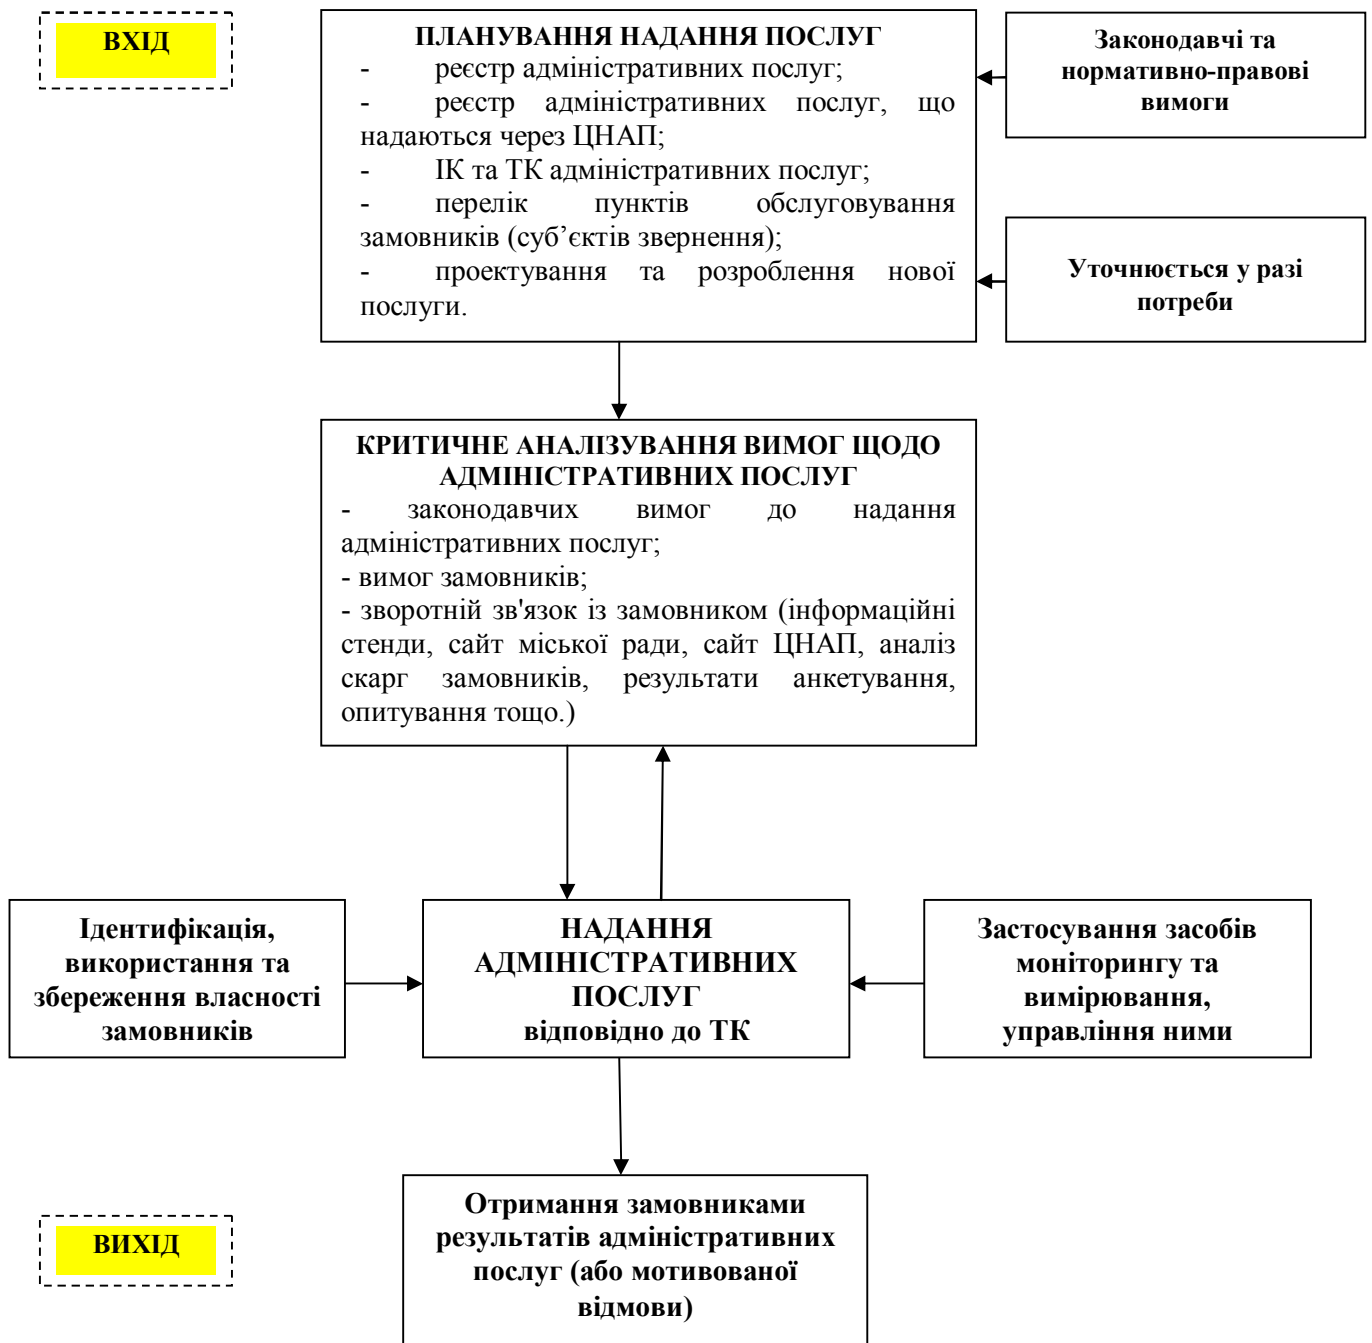 ВХІД
ПЛАНУВАННЯ НАДАННЯ ПОСЛУГ
- реєстр адміністративних послуг;
- реєстр адміністративних послуг, що
надаються через ЦНАП;
- ІК та ТК адміністративних послуг;
- перелік пунктів обслуговування
замовників (суб’єктів звернення);
- проектування та розроблення нової
послуги.
Законодавчі та
нормативно-правові
вимоги
Уточнюється у разі
потреби
КРИТИЧНЕ АНАЛІЗУВАННЯ ВИМОГ ЩОДО
АДМІНІСТРАТИВНИХ ПОСЛУГ
- законодавчих вимог до надання
адміністративних послуг;
- вимог замовників;
- зворотній зв'язок із замовником (інформаційні
стенди, сайт міської ради, сайт ЦНАП, аналіз
скарг замовників, результати анкетування,
опитування тощо.)
Ідентифікація,
використання та
збереження власності
замовників
НАДАННЯ
АДМІНІСТРАТИВНИХ
ПОСЛУГ
відповідно до ТК
Застосування засобів
моніторингу та
вимірювання,
управління ними
ВИХІД
Отримання замовниками
результатів адміністративних
послуг (або мотивованої
відмови)